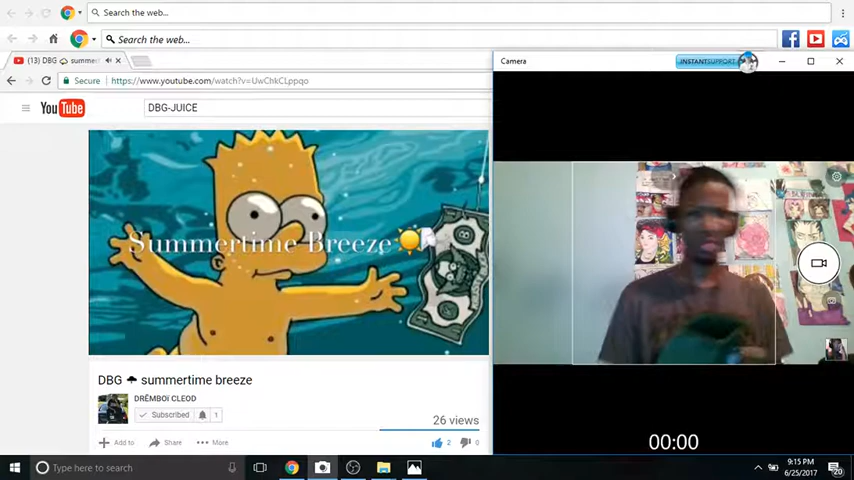 Search the web...
Search the web...
(13) DBG 🌩 summert
Secure
https://www.youtube.com/watch?v=UwChkCLppqo
YouTube
DBG-JUICE
Summertime Breeze☀️
DBG 🌩 summertime breeze
DRĒMBOI CLEOD
Subscribed
1
26 views
Add to
Share
More
2
0
Camera
INSTANTSUPPORT
00:00
Type here to search
9:15 PM
6/25/2017
20